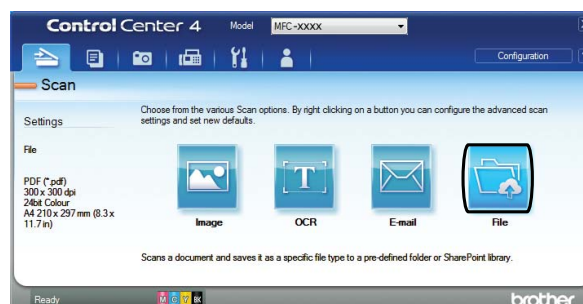 Control Center 4
Model
MFC-XXXX
Configuration
Scan
Settings
Choose from the various Scan options. By right clicking on a button you can configure the advanced scan
settings and set new defaults.
File
PDF (*.pdf)
300 x 300 dpi
24bit Colour
A4 210 x 297 mm (8.3 x
11.7 in)
T
Image
OCR
E-mail
File
Scans a document and saves it as a specific file type to a pre-defined folder or SharePoint library.
Ready
M C Y BK
brother